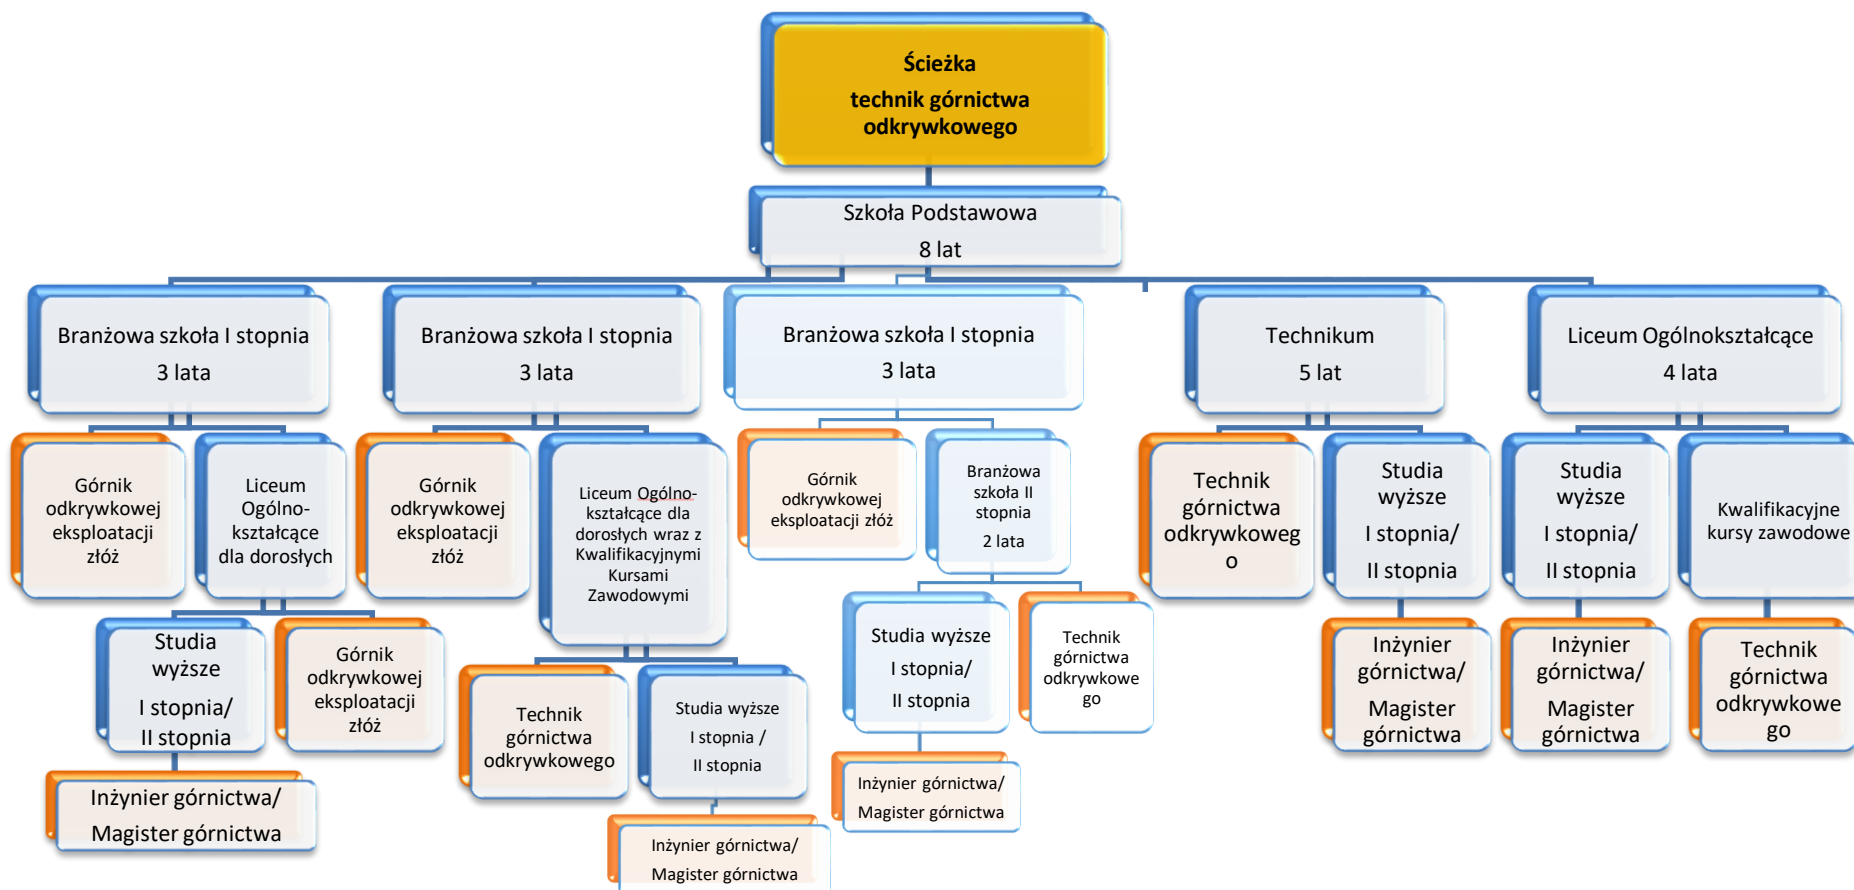 Ścieżka
technik górnictwa
odkrywkowego
Szkoła Podstawowa
8 lat
Branżowa szkoła I stopnia
3 lata
Branżowa szkoła I stopnia
3 lata
Branżowa szkoła I stopnia
3 lata
Technikum
5 lat
Liceum Ogólnokształcące
4 lata
Górnik
odkrywkowej
eksploatacji
złóż
Liceum
Ogólno-
kształcące
dla dorosłych
Górnik
odkrywkowej
eksploatacji
złóż
Liceum Ogólno-
kształcące dla
dorosłych wraz z
Kwalifikacyjnymi
Kursami
Zawodowymi
Górnik
odkrywkowej
eksploatacji złóż
Branżowa
szkoła II
stopnia
2 lata
Technik
górnictwa
odkrywkoweg
o
Studia
wyższe
I stopnia/
II stopnia
Studia
wyższe
I stopnia/
II stopnia
Kwalifikacyjne
kursy zawodowe
Studia
wyższe
I stopnia/
II stopnia
Górnik
odkrywkowej
eksploatacji
złóż
Technik
górnictwa
odkrywkowego
Studia wyższe
I stopnia /
II stopnia
Studia wyższe
I stopnia/
II stopnia
Technik
górnictwa
odkrywkowe
go
Inżynier
górnictwa/
Magister
górnictwa
Inżynier
górnictwa/
Magister
górnictwa
Technik
górnictwa
odkrywkowe
go
Inżynier górnictwa/
Magister górnictwa
Inżynier górnictwa/
Magister górnictwa
Inżynier górnictwa/
Magister górnictwa